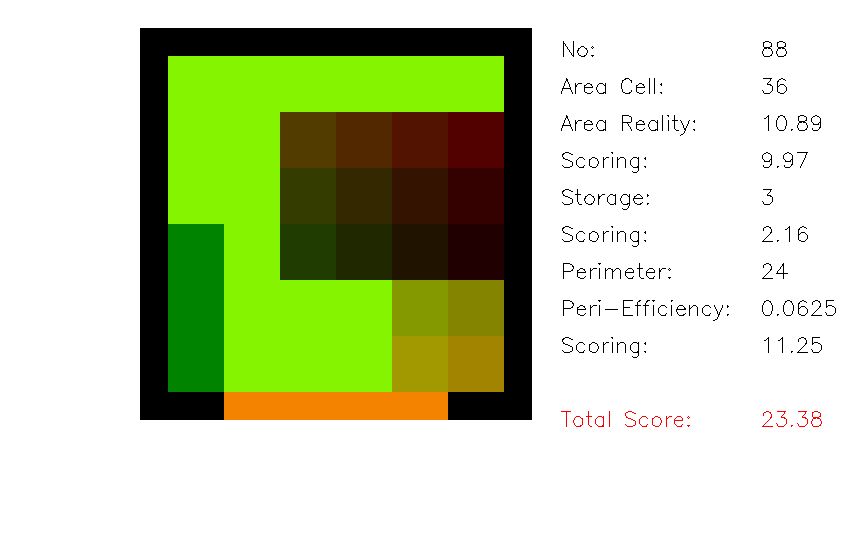 No: 88
Area Cell: 36
Area Reality: 10.89
Scoring: 9.97
Storage: 3
Scoring: 2.16
Perimeter: 24
Peri-Efficiency: 0.0625
Scoring: 11.25
Total Score: 23.38